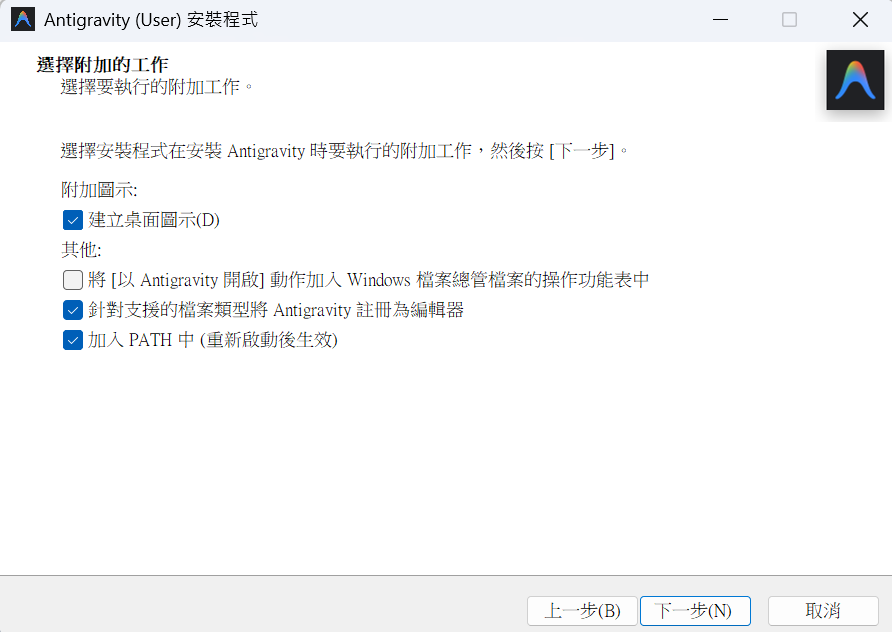 Antigravity (User) 安裝程式
選擇附加的工作
選擇要執行的附加工作。
選擇安裝程式在安裝 Antigravity 時要執行的附加工作，然後按 [下一步]。
附加圖示:
建立桌面圖示(D)
其他:
將 [以 Antigravity 開啟] 動作加入 Windows 檔案總管檔案的操作功能表中
針對支援的檔案類型將 Antigravity 註冊為編輯器
加入 PATH 中 (重新啟動後生效)
上一步(B) 下一步(N) 取消